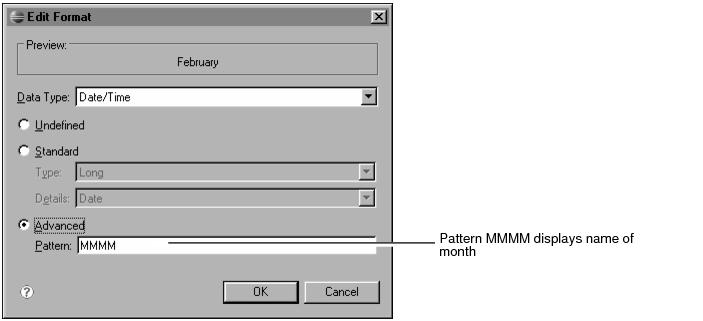 Edit Format
Preview:
February
Data Type: Date/Time
Undefined
Standard
Type: Long
Details: Date
Advanced
Pattern: MMMM
Pattern MMMM displays name of
month
? OK Cancel